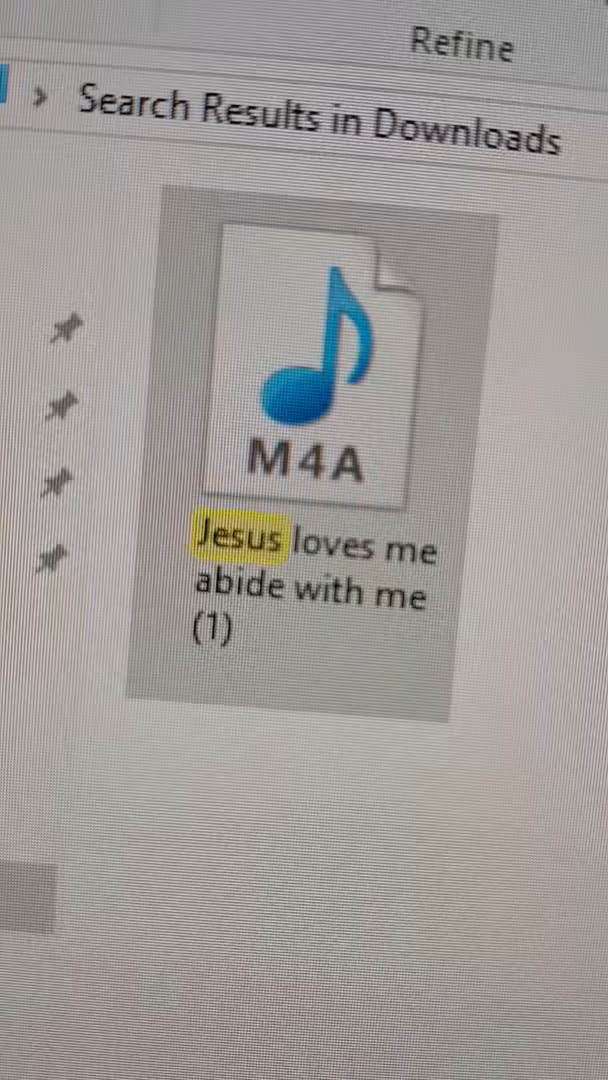 Refine
› Search Results in Downloads
M4A
Jesus loves me
abide with me
(1)